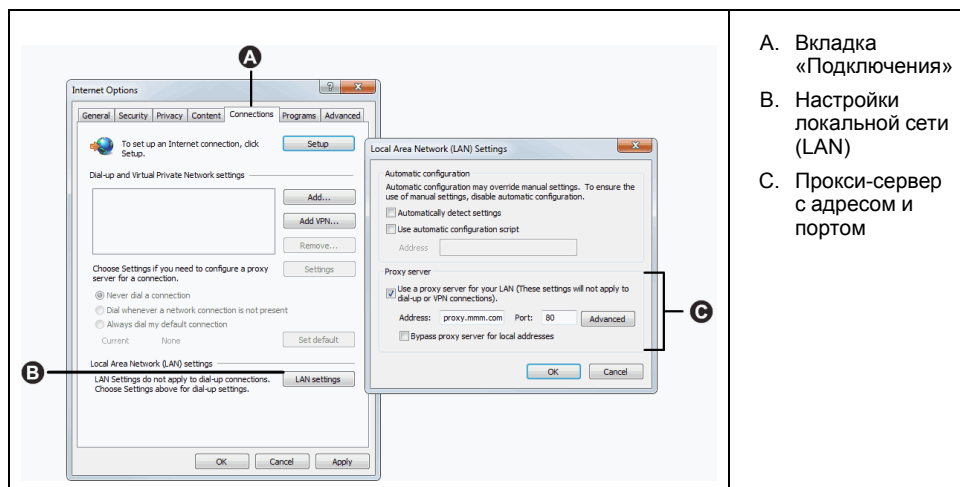 A
Internet Options
General Security Privacy Content Connections Programs Advanced
To set up an Internet connection, click
Setup.
Setup
Dial-up and Virtual Private Network settings
Add...
Add VPN...
Remove...
Choose Settings if you need to configure a proxy
server for a connection.
Settings
Never dial a connection
Dial whenever a network connection is not present
Always dial my default connection
Current None
Set default
Local Area Network (LAN) settings
B
LAN Settings do not apply to dial-up connections.
Choose Settings above for dial-up settings.
LAN settings
OK Cancel Apply
Local Area Network (LAN) Settings
Automatic configuration
Automatic configuration may override manual settings. To ensure the
use of manual settings, disable automatic configuration.
Automatically detect settings
Use automatic configuration script
Address
Proxy server
Use a proxy server for your LAN (These settings will not apply to
dial-up or VPN connections).
Address: proxy.mmm.com Port: 80 Advanced
Bypass proxy server for local addresses
C
OK Cancel
A. Вкладка
«Подключения»
B. Настройки
локальной сети
(LAN)
C. Прокси-сервер
с адресом и
портом